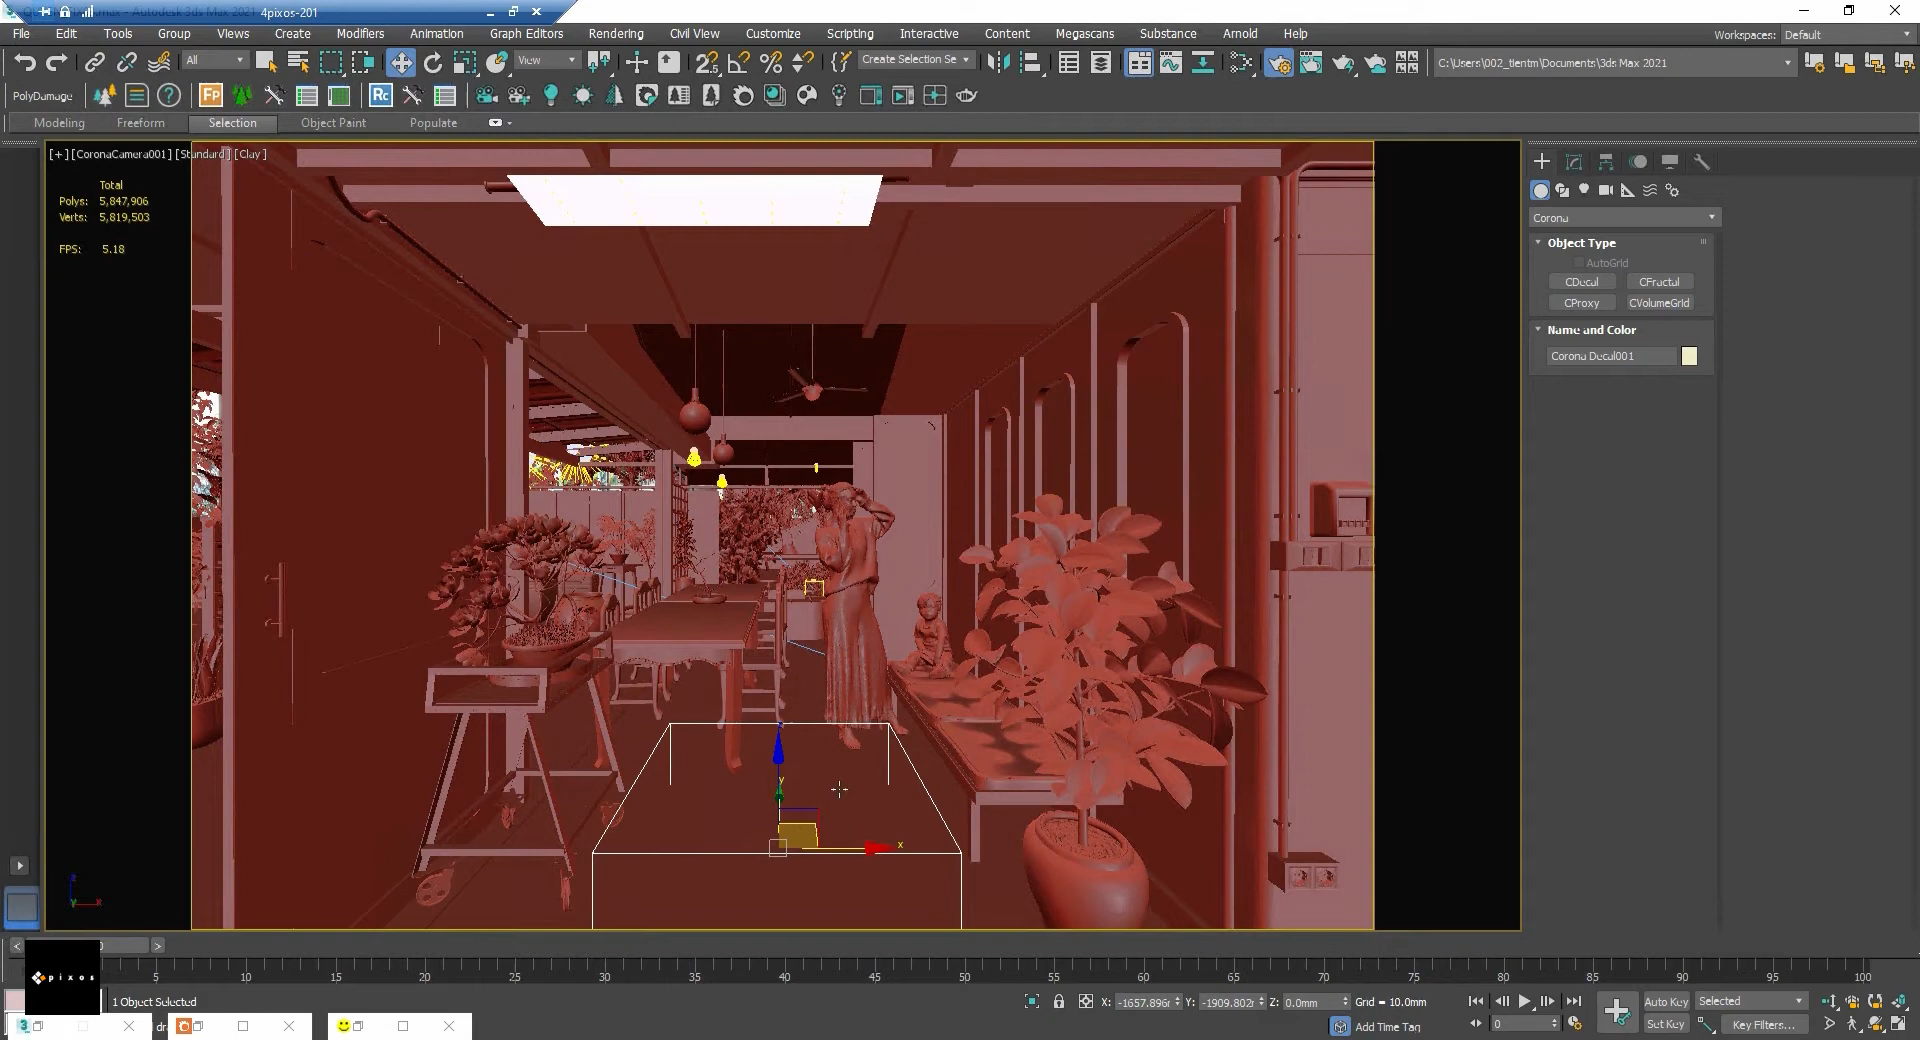 4pixos-201
File Edit Tools Group Views Create Modifiers Animation Graph Editors Rendering Civil View Customize Scripting Interactive Content Megascans Substance Arnold Help
Workspaces: Default
All View Create Selection Se C:\Users\002_tientm\Documents\3ds Max 2021
PolyDamage Fp Rc
Modeling Freeform Selection Object Paint Populate
[+][CoronaCamera001][Standard][Clay]
Total
Polys: 5,847,906
Verts: 5,819,503
FPS: 5.18
Corona
Object Type
AutoGrid
CDecal CFractal
CProxy CVolumeGrid
Name and Color
Corona Decal001
z
y
x
z
y x
< >
5 10 15 20 25 30 35 40 45 50 55 60 65 70 75 80 85 90 95 100
pixos
1 Object Selected
X: -1657.896r Y: -1909.802r Z: 0.0mm Grid = 10.0mm
Add Time Tag
0
Auto Key Selected
Set Key Key Filters...